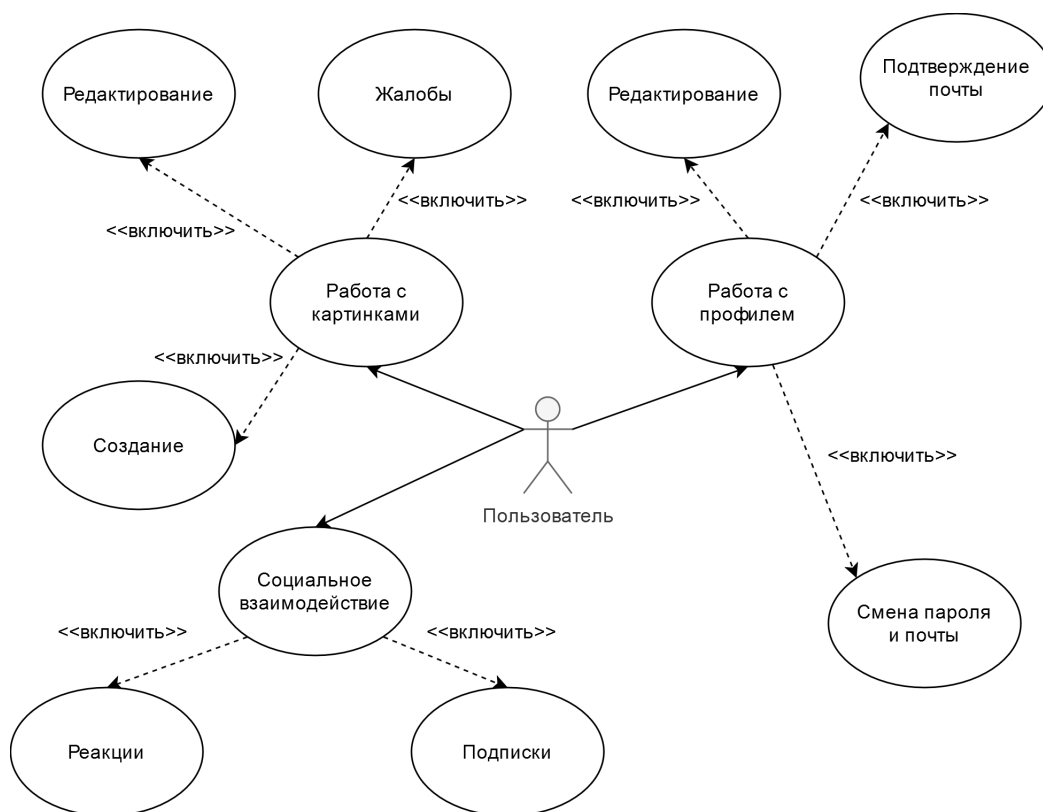 Редактирование
Жалобы
Редактирование
Подтверждение
почты
<<включить>>
<<включить>>
<<включить>>
<<включить>>
Работа с
картинками
Работа с
профилем
<<включить>>
Создание
<<включить>>
Пользователь
Социальное
взаимодействие
Смена пароля
и почты
<<включить>>
<<включить>>
Реакции
Подписки